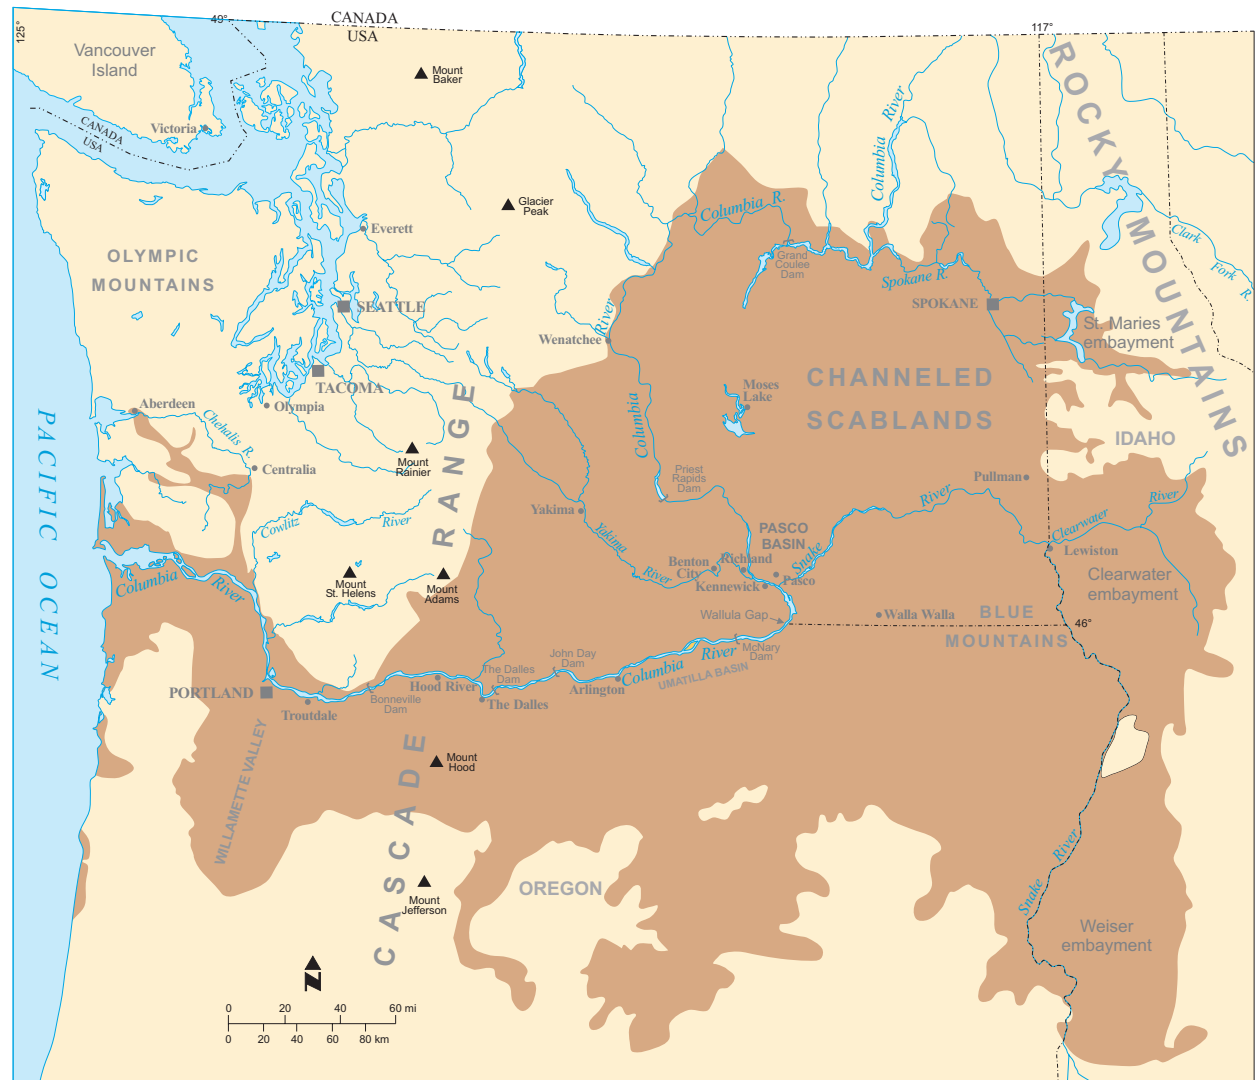 125°
49°
CANADA
USA
117°
Vancouver
Island
Mount
Baker
ROCKY MOUNTAINS
Victoria
CANADA
USA
Columbia River
Glacier
Peak
Columbia R.
Everett
Clark
Fork R.
OLYMPIC
MOUNTAINS
Grand
Coulee
Dam
Spokane R.
SEATTLE
SPOKANE
River
Wenatchee
St. Maries
embayment
TACOMA
CHANNELED
SCABLANDS
Moses
Lake
Aberdeen
Olympia
Chehalis R.
Columbia
PACIFIC OCEAN
IDAHO
Mount
Rainier
Centralia
Priest
Rapids
Dam
Pullman
CASCADE RANGE
River
River
Yakima
Cowlitz
River
PASCO
BASIN
Yakima
River
Clearwater
Snake
Lewiston
Benton
City
Richland
Kennewick
Pasco
Columbia
River
Mount
St. Helens
Mount
Adams
Clearwater
embayment
Wallula Gap
Walla Walla
BLUE
MOUNTAINS
46°
McNary
Dam
John Day
Dam
The Dalles
Dam
Columbia River
UMATILLA BASIN
PORTLAND
Hood River
Arlington
Bonneville
Dam
The Dalles
Troutdale
WILLAMETTE VALLEY
Mount
Hood
River
Snake
Mount
Jefferson
OREGON
Weiser
embayment
N
0 20 40 60 mi
0 20 40 60 80 km